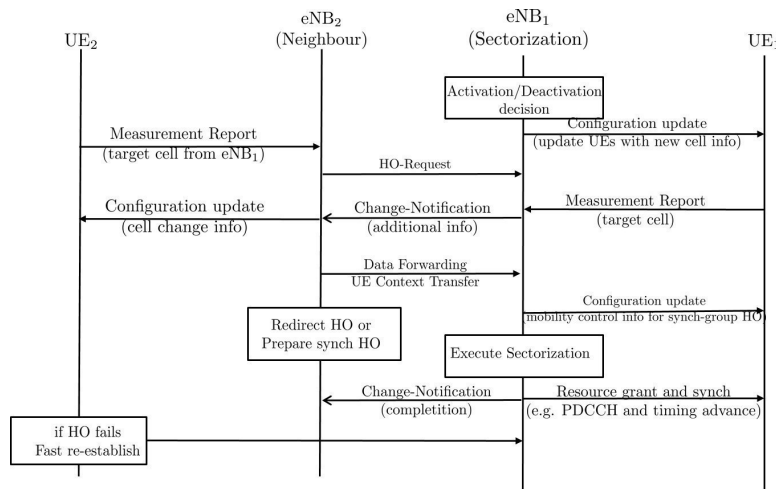 UE2
eNB2
(Neighbour)
eNB1
(Sectorization)
UE1
Activation/Deactivation
decision
Configuration update
(update UEs with new cell info)
Measurement Report
(target cell from eNB1)
HO-Request
Measurement Report
(target cell)
Change-Notification
(additional info)
Configuration update
(cell change info)
Data Forwarding
UE Context Transfer
Configuration update
(mobility control info for synch-group HO)
Redirect HO or
Prepare synch HO
Execute Sectorization
Change-Notification
(completition)
Resource grant and synch
(e.g. PDCCH and timing advance)
if HO fails
Fast re-establish